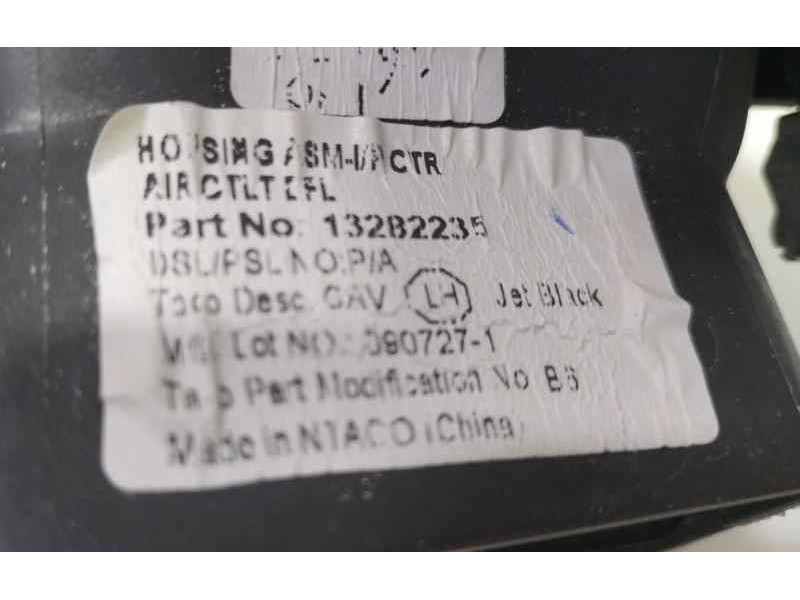 HOUSING ASM-I/P CTR
AIR OTLT DFL
Part No: 13282235
DSL/PSL NO:P/A
Taco Desc. CAV LH Jet Black
Mfg Lot NO.: 090727-1
Taco Part Modification No B6
Made in NTACO (China)